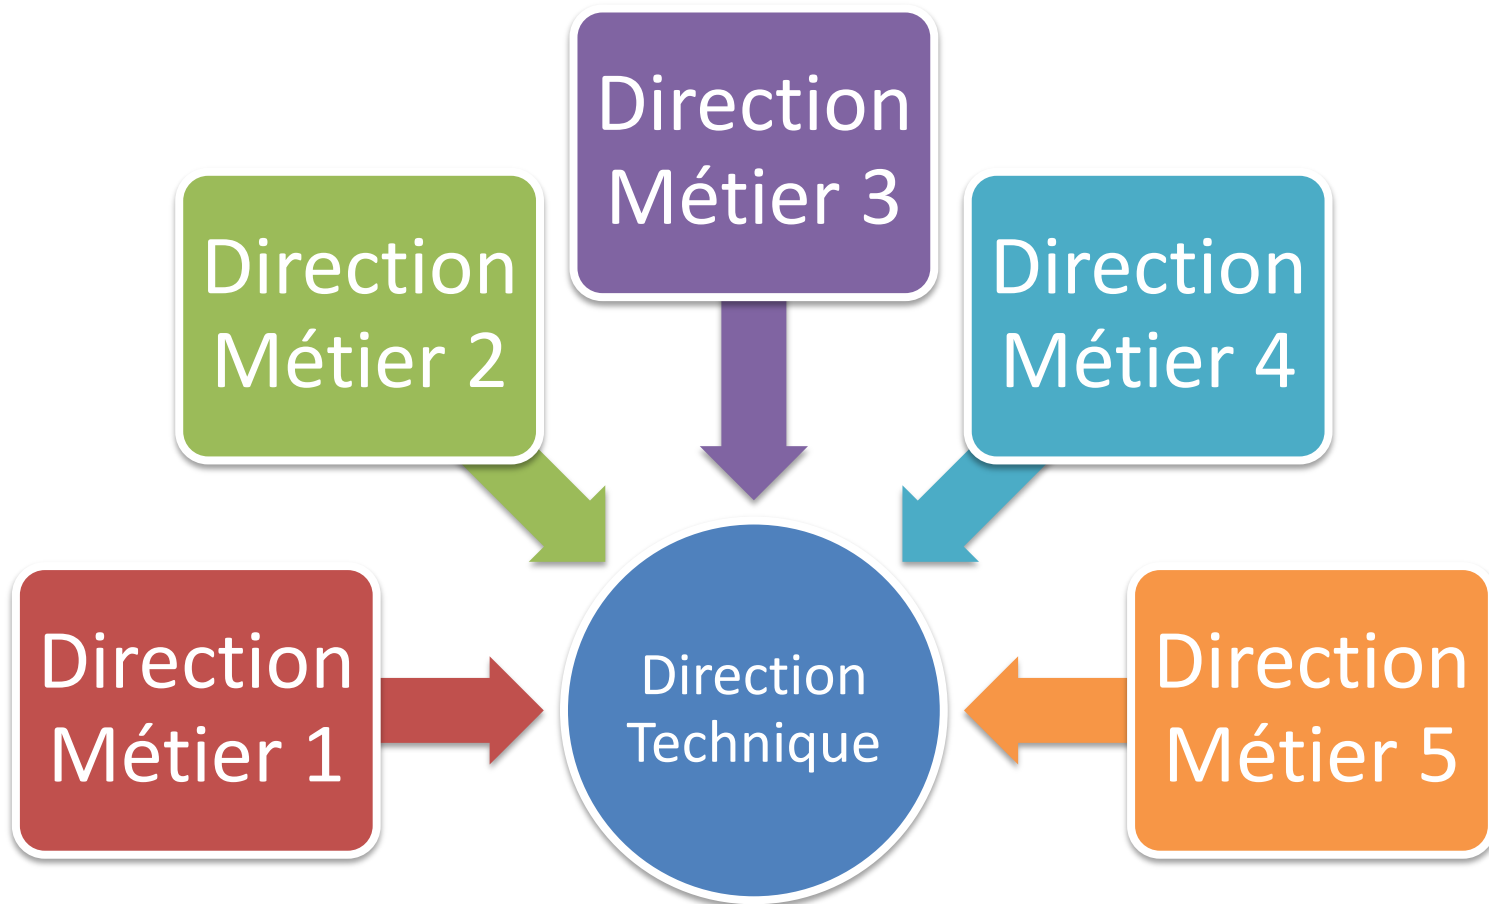 Direction
Métier 3
Direction
Métier 2
Direction
Métier 4
Direction
Métier 1
Direction
Technique
Direction
Métier 5